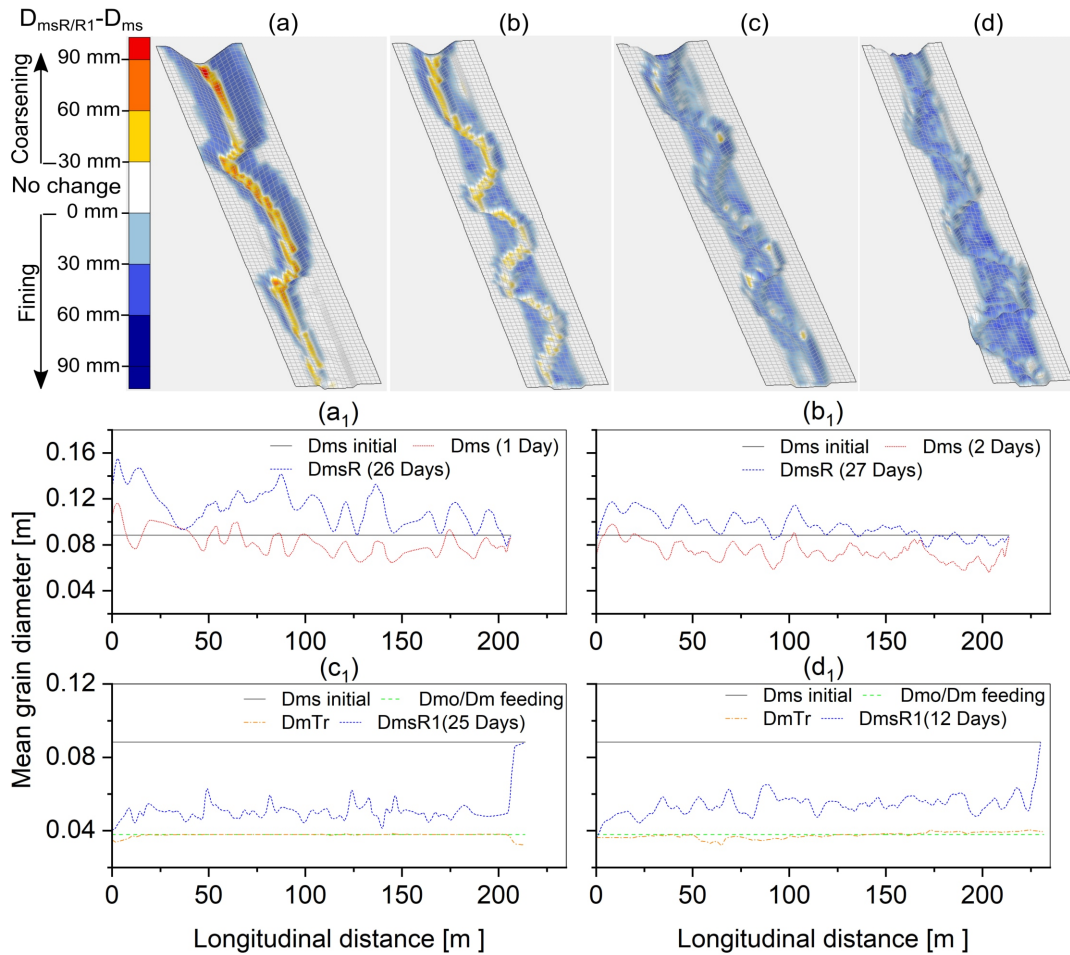 D_msR/R1-D_ms
(a)
(b)
(c)
(d)
Coarsening
Fining
90 mm
60 mm
30 mm
No change
0 mm
30 mm
60 mm
90 mm
Mean grain diameter [m]
(a1)
Dms initial Dms (1 Day)
DmsR (26 Days)
0.16
0.12
0.08
0.04
0 50 100 150 200
(b1)
Dms initial Dms (2 Days)
DmsR (27 Days)
0 50 100 150 200
(c1)
Dms initial Dmo/Dm feeding
DmTr DmsR1(25 Days)
0.12
0.08
0.04
0 50 100 150 200
Longitudinal distance [m ]
(d1)
Dms initial Dmo/Dm feeding
DmTr DmsR1(12 Days)
0 50 100 150 200
Longitudinal distance [m ]